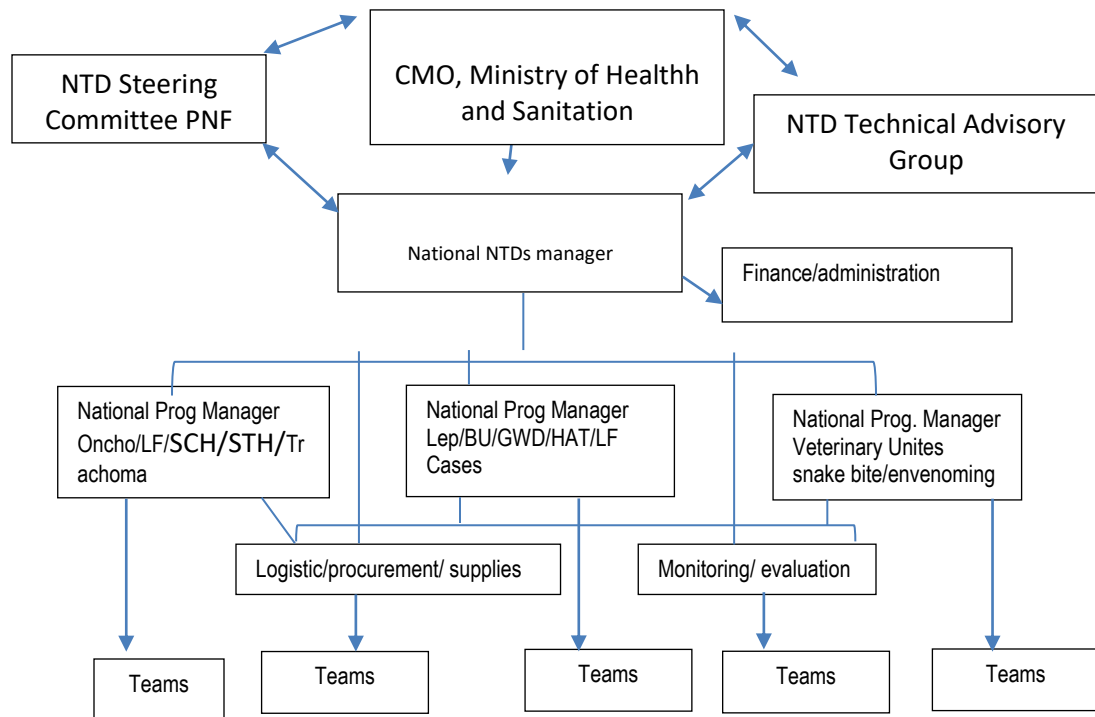 NTD Steering
Committee PNF
CMO, Ministry of Healthh
and Sanitation
NTD Technical Advisory
Group
National NTDs manager
Finance/administration
National Prog Manager
Oncho/LF/SCH/STH/Tr
achoma
National Prog Manager
Lep/BU/GWD/HAT/LF
Cases
National Prog. Manager
Veterinary Unites
snake bite/envenoming
Logistic/procurement/ supplies
Monitoring/ evaluation
Teams
Teams
Teams
Teams
Teams